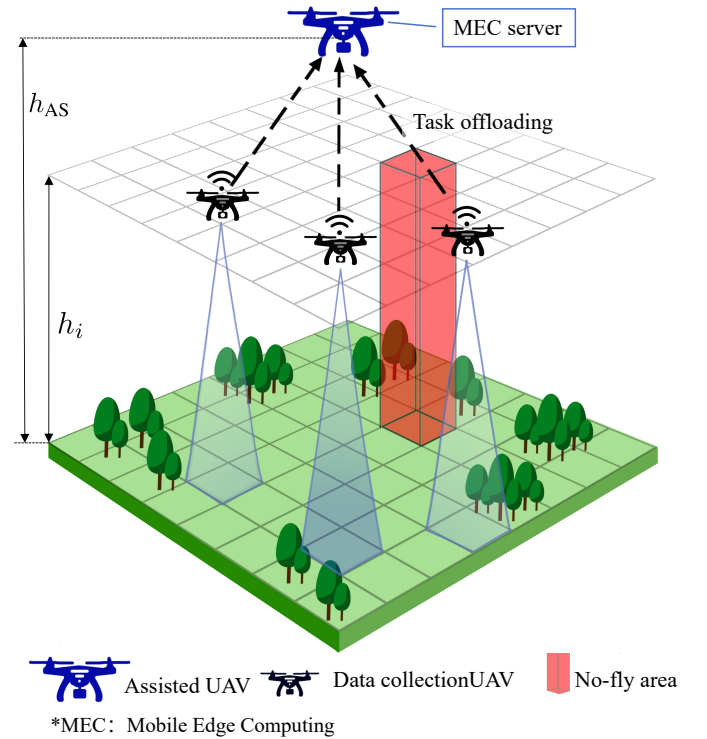 MEC server
h_AS
Task offloading
h_i
Assisted UAV
Data collectionUAV
No-fly area
*MEC：Mobile Edge Computing